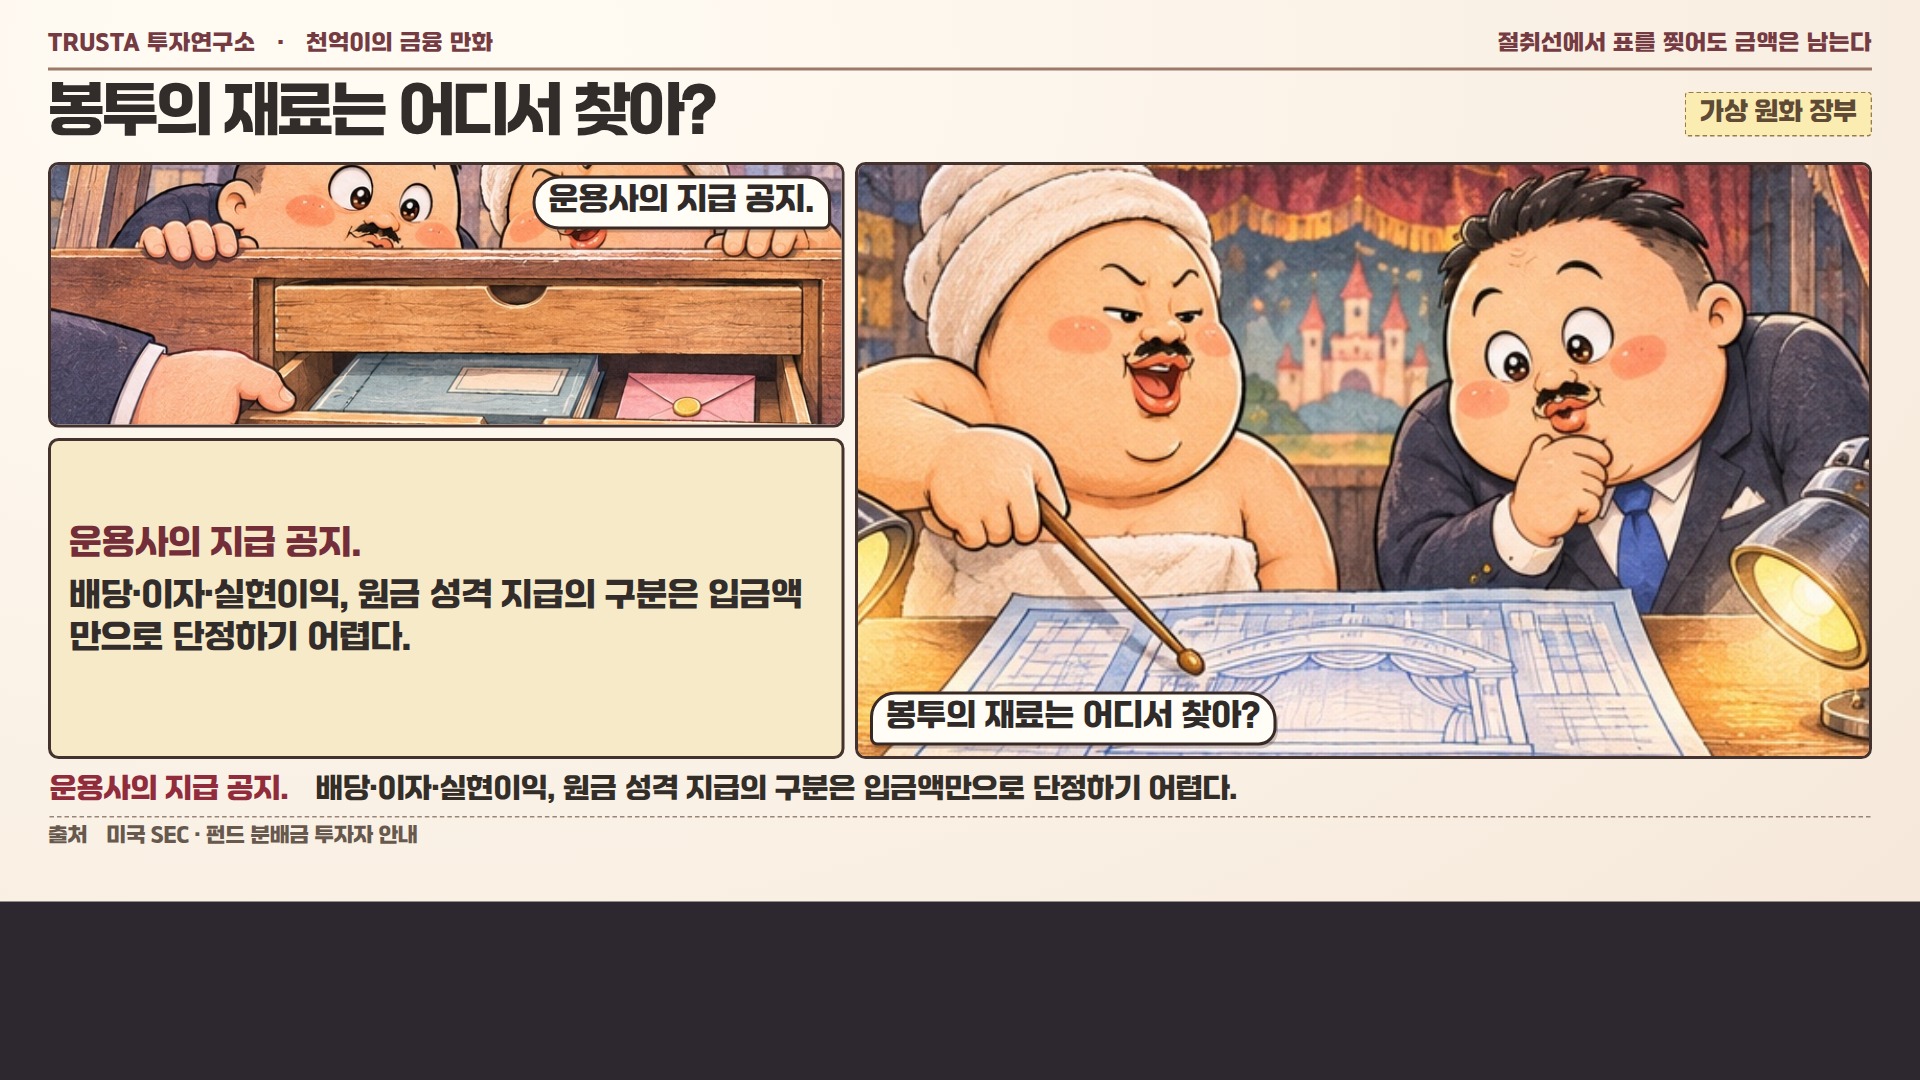 TRUSTA 투자연구소 · 천억이의 금융 만화
절취선에서 표를 찢어도 금액은 남는다
봉투의 재료는 어디서 찾아?
가상 원화 장부
운용사의 지급 공지.
운용사의 지급 공지.
배당·이자·실현이익, 원금 성격 지급의 구분은 입금액
만으로 단정하기 어렵다.
봉투의 재료는 어디서 찾아?
운용사의 지급 공지. 배당·이자·실현이익, 원금 성격 지급의 구분은 입금액만으로 단정하기 어렵다.
출처 미국 SEC · 펀드 분배금 투자자 안내